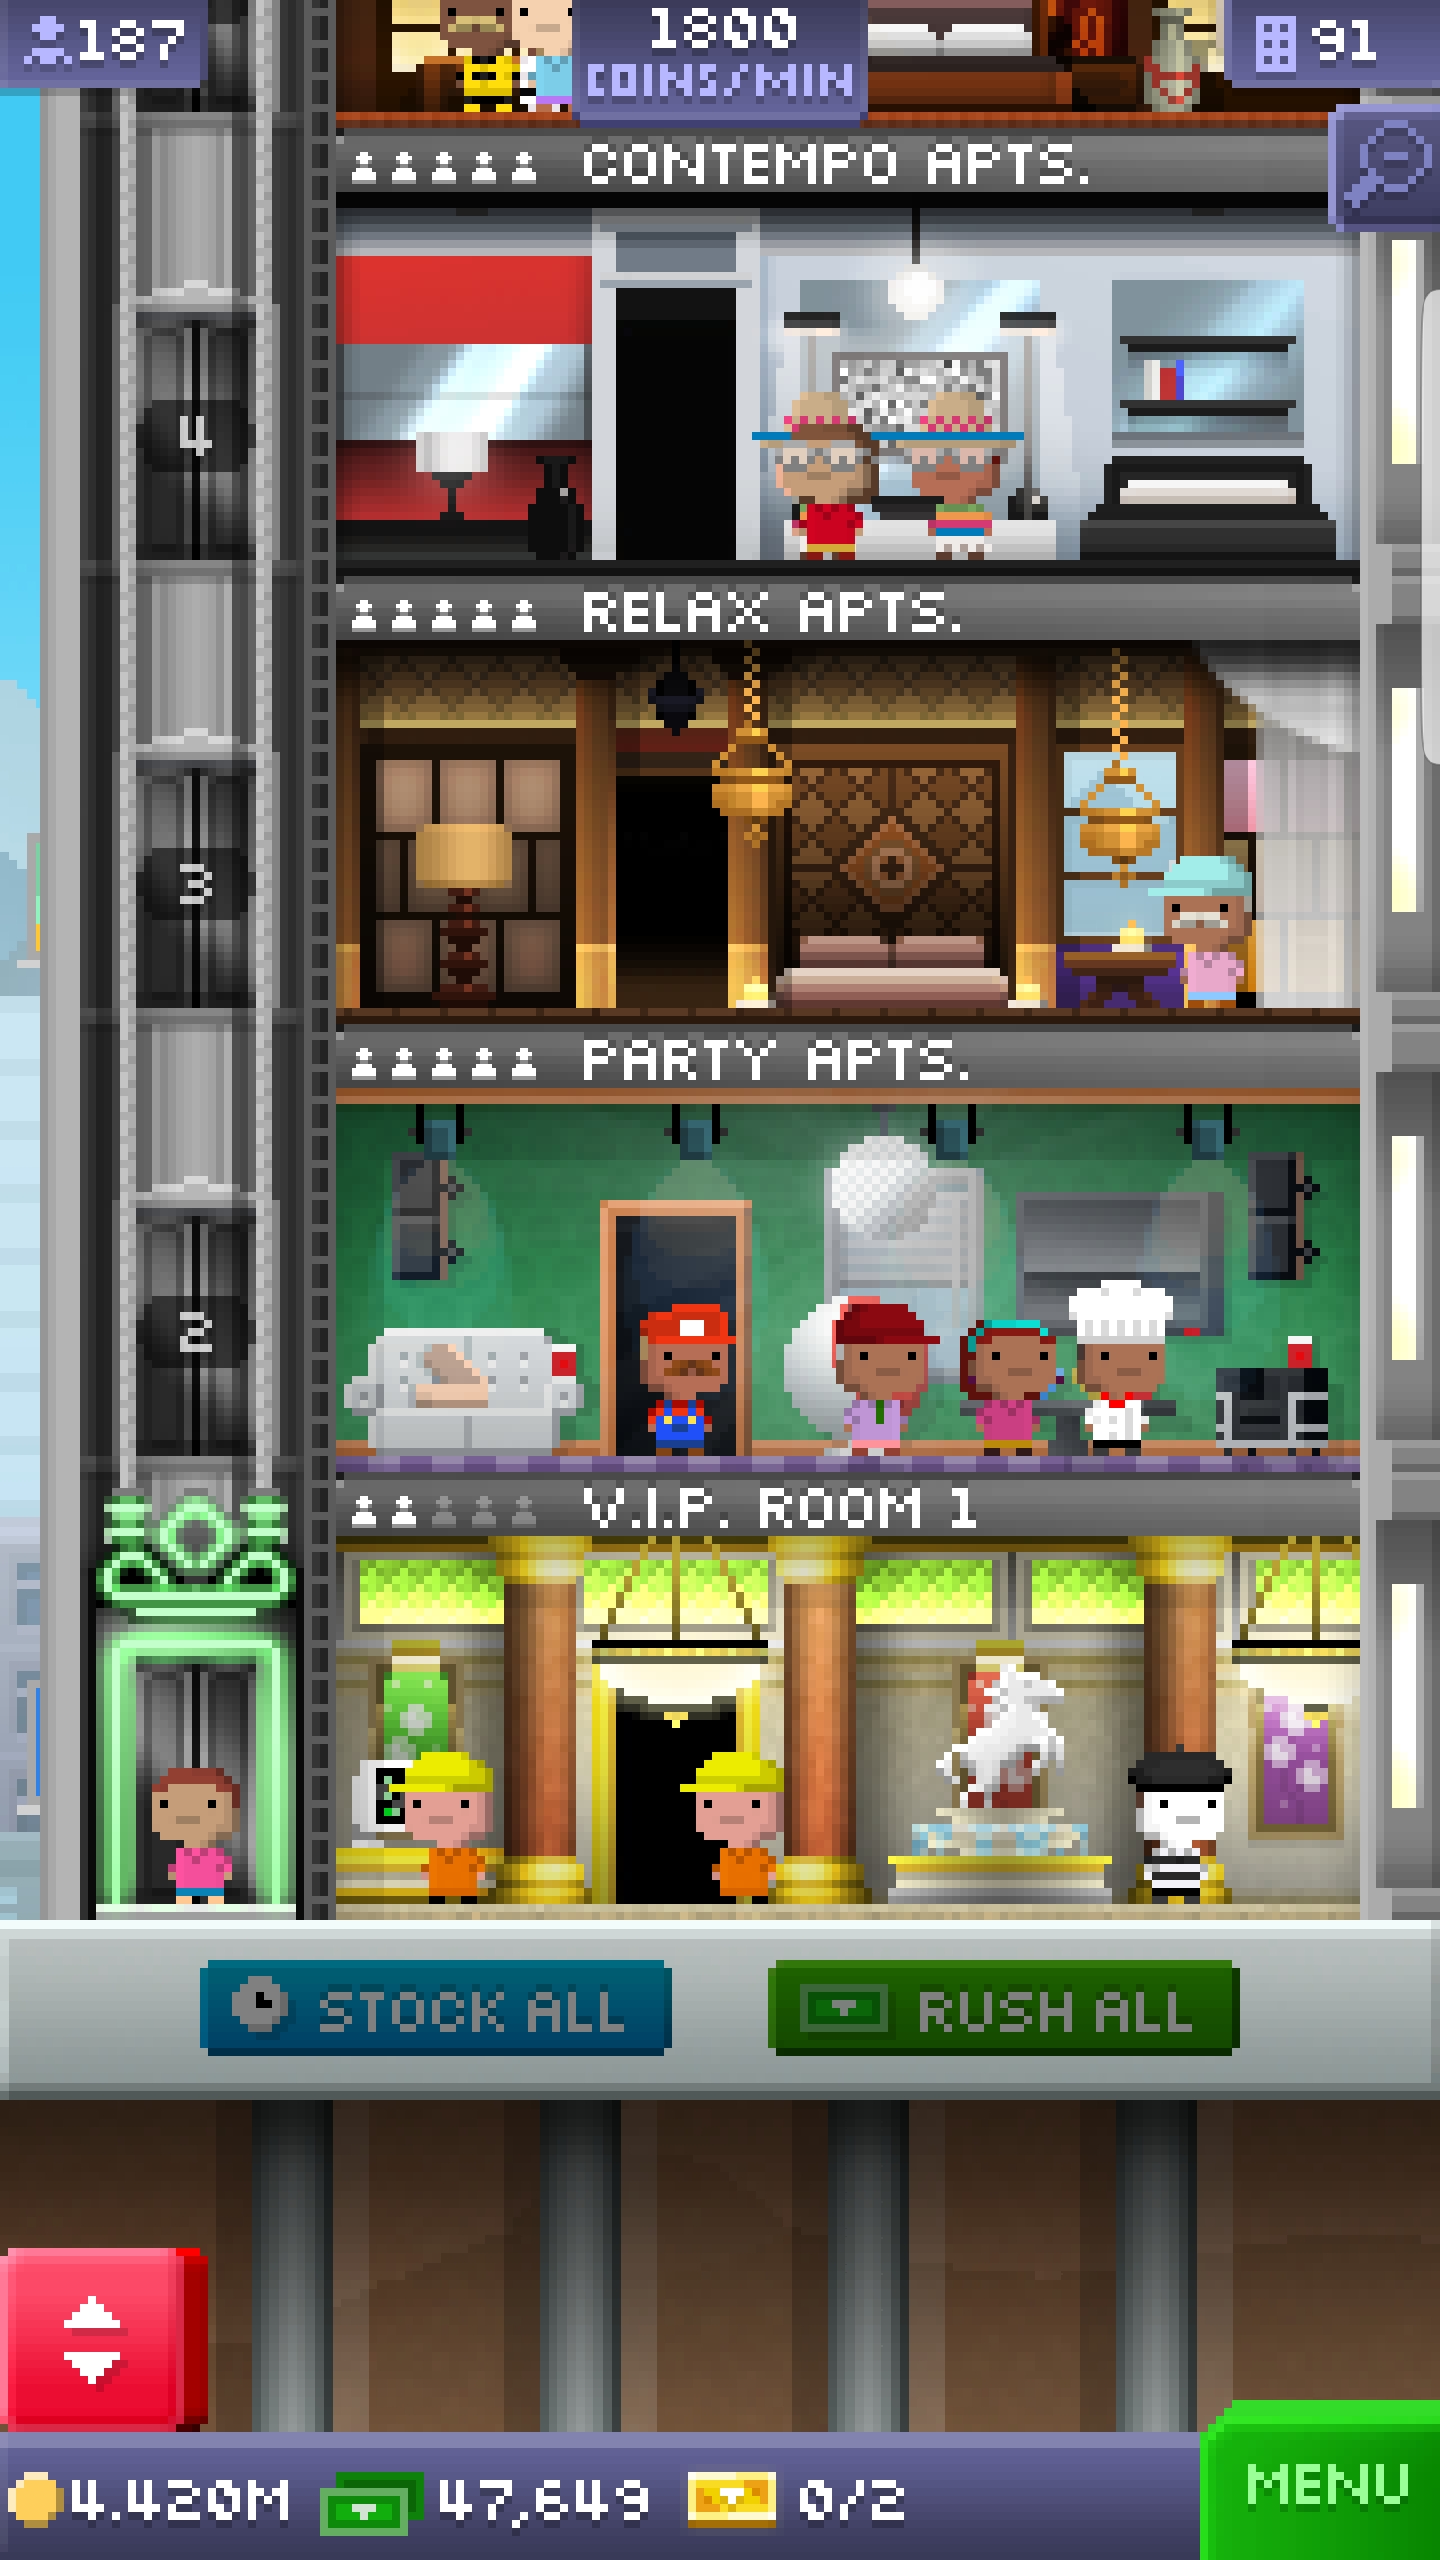 187
1800
COINS/MIN
91
CONTEMPO APTS.
4
RELAX APTS.
3
PARTY APTS.
2
V.I.P. ROOM 1
STOCK ALL
RUSH ALL
4.420M
47,649
0/2
MENU